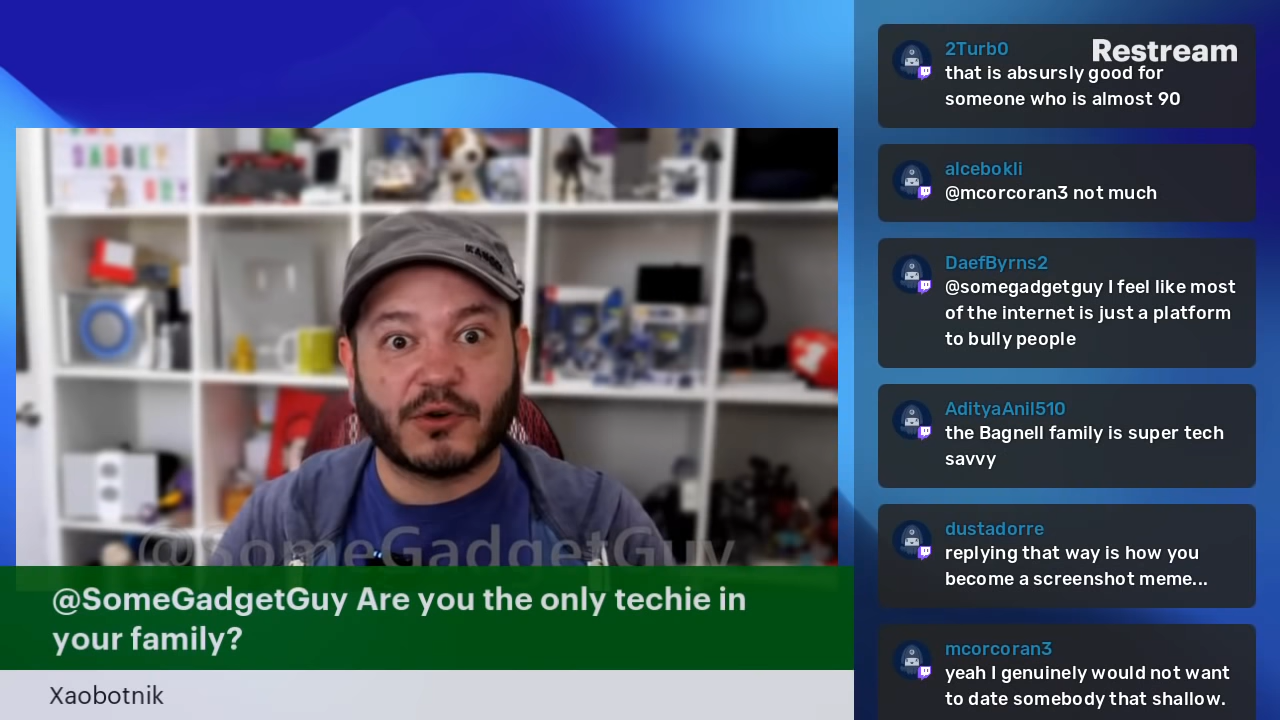 GADGET
GUY
KANGOL
@SomeGadgetGuy
@SomeGadgetGuy Are you the only techie in
your family?
Xaobotnik
Restream
2Turb0
that is absursly good for
someone who is almost 90
alcebokli
@mcorcoran3 not much
DaefByrns2
@somegadgetguy I feel like most
of the internet is just a platform
to bully people
AdityaAnil510
the Bagnell family is super tech
savvy
dustadorre
replying that way is how you
become a screenshot meme...
mcorcoran3
yeah I genuinely would not want
to date somebody that shallow.